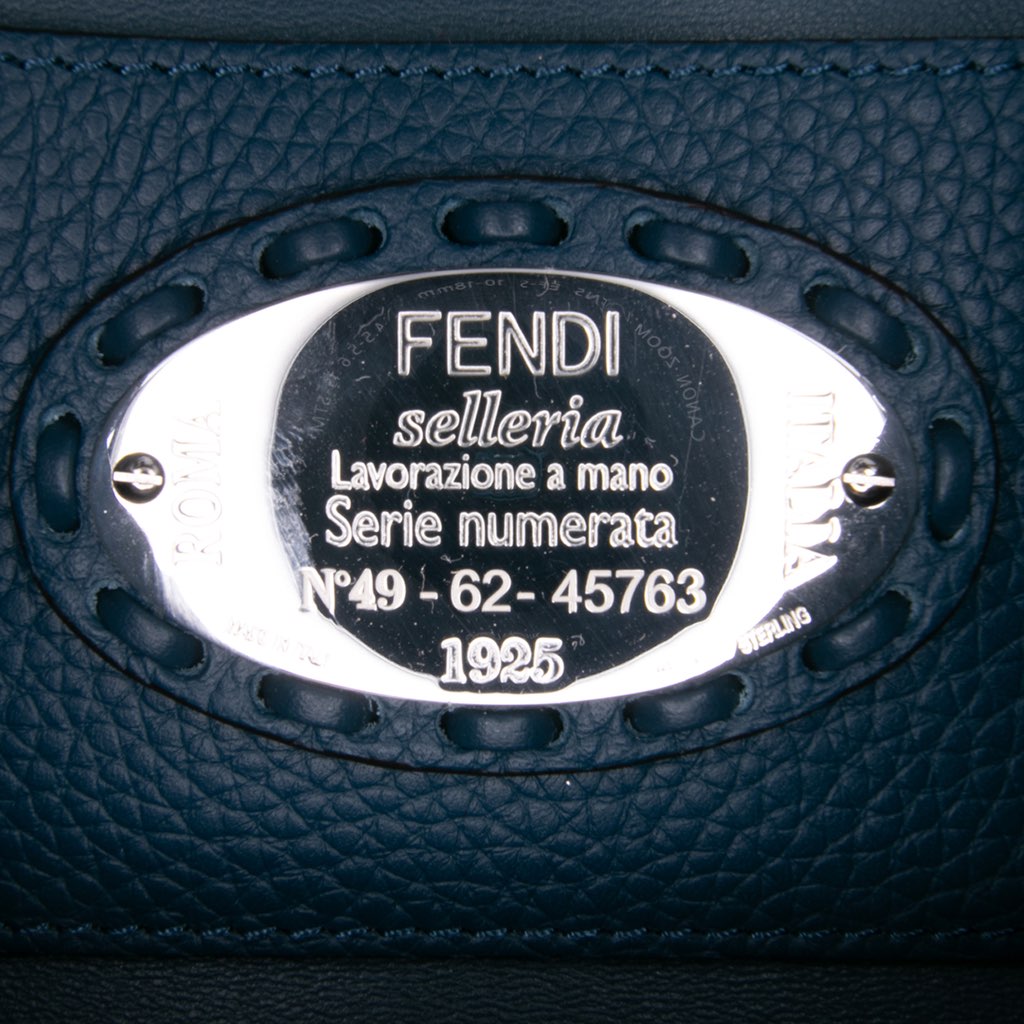 FENDI
selleria
Lavorazione a mano
Serie numerata
N°49 - 62- 45763
1925
ROMA
ITALIA
STERLING